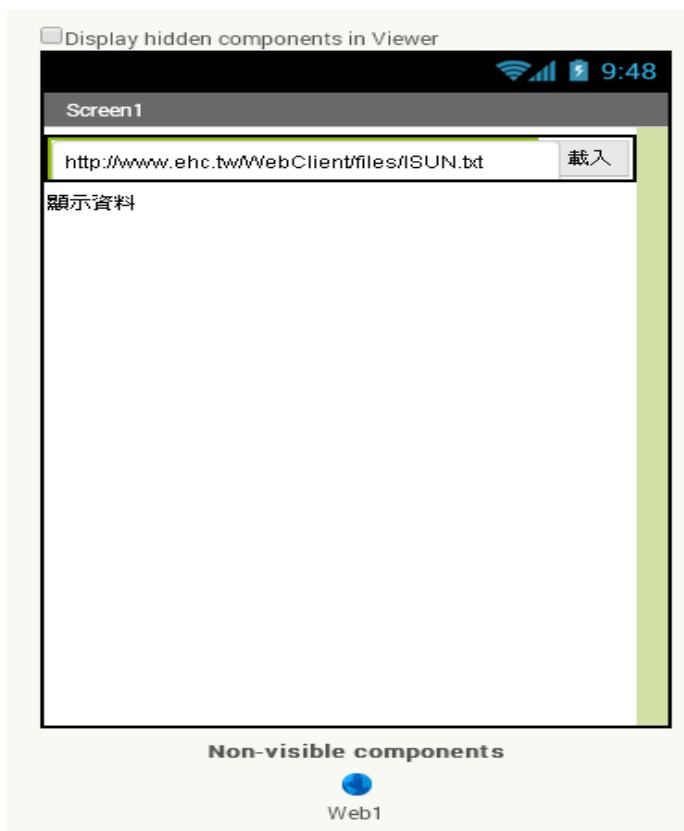 Display hidden components in Viewer
9:48
Screen1
http://www.ehc.tw/WebClient/files/ISUN.txt 載入
顯示資料
Non-visible components
Web1